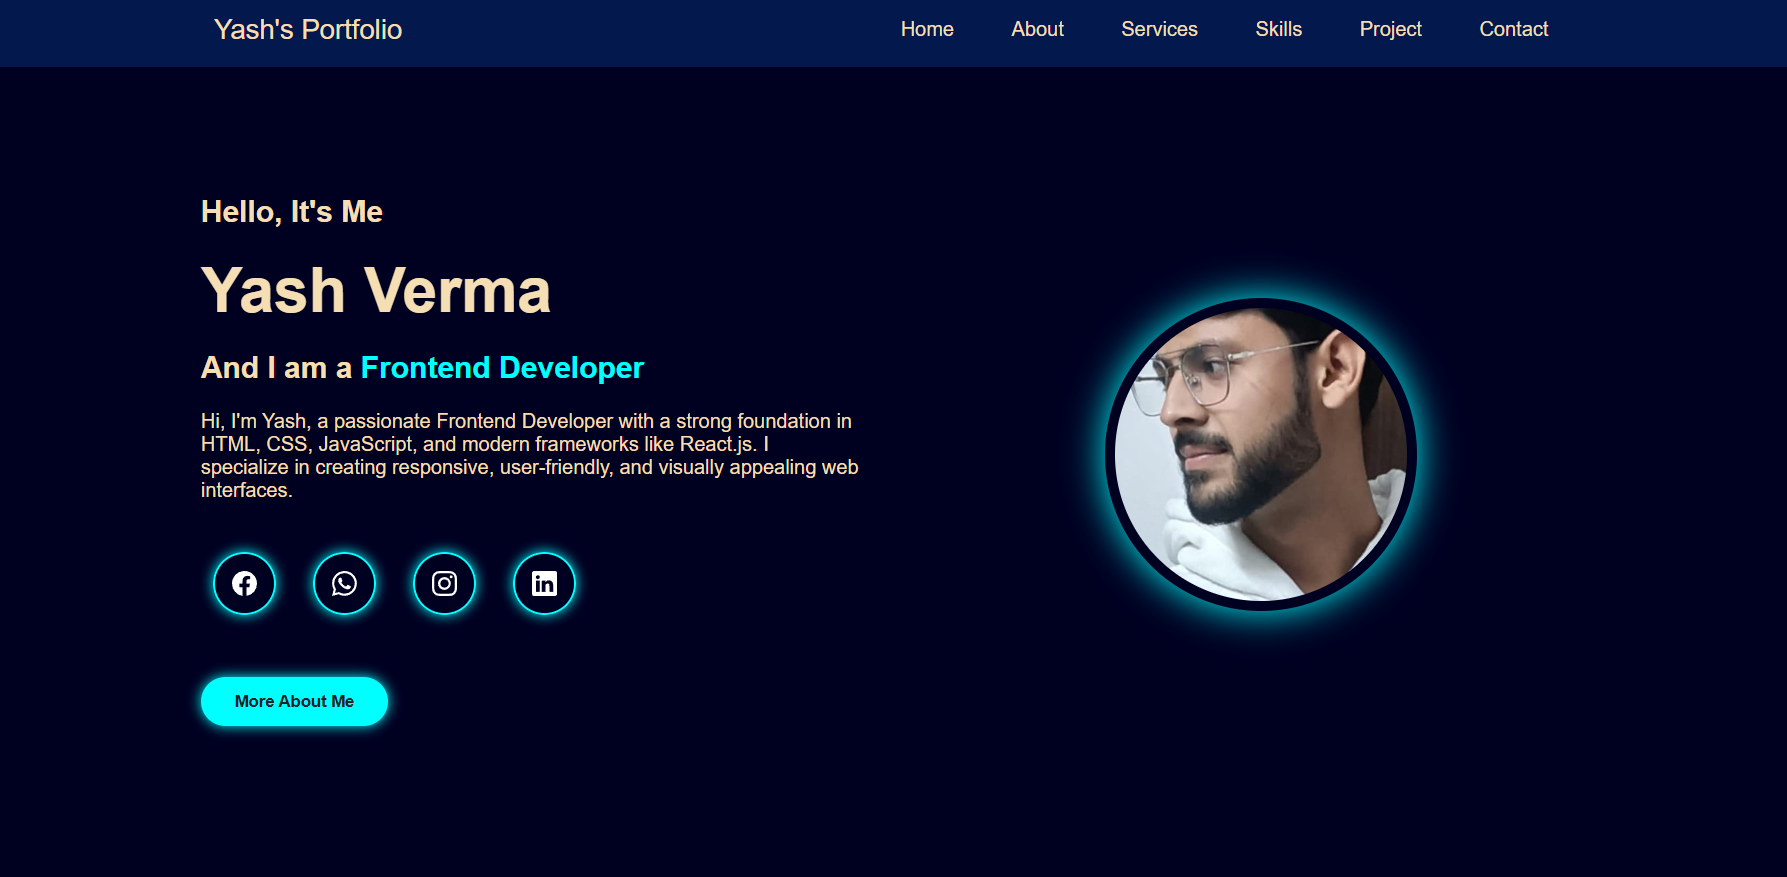 Yash's Portfolio
Home About Services Skills Project Contact
Hello, It's Me
Yash Verma
And I am a Frontend Developer
Hi, I'm Yash, a passionate Frontend Developer with a strong foundation in
HTML, CSS, JavaScript, and modern frameworks like React.js. I
specialize in creating responsive, user-friendly, and visually appealing web
interfaces.
More About Me